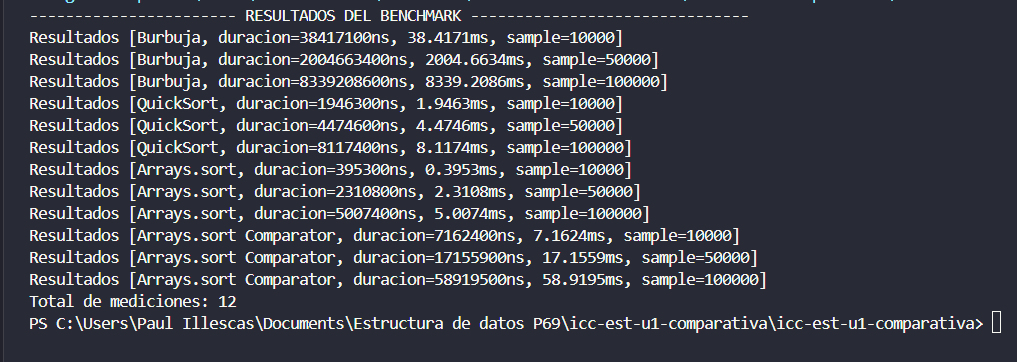 ----------------------- RESULTADOS DEL BENCHMARK -----------------------------
Resultados [Burbuja, duracion=38417100ns, 38.4171ms, sample=10000]
Resultados [Burbuja, duracion=2004663400ns, 2004.6634ms, sample=50000]
Resultados [Burbuja, duracion=8339208600ns, 8339.2086ms, sample=100000]
Resultados [QuickSort, duracion=1946300ns, 1.9463ms, sample=10000]
Resultados [QuickSort, duracion=4474600ns, 4.4746ms, sample=50000]
Resultados [QuickSort, duracion=8117400ns, 8.1174ms, sample=100000]
Resultados [Arrays.sort, duracion=395300ns, 0.3953ms, sample=10000]
Resultados [Arrays.sort, duracion=2310800ns, 2.3108ms, sample=50000]
Resultados [Arrays.sort, duracion=5007400ns, 5.0074ms, sample=100000]
Resultados [Arrays.sort Comparator, duracion=7162400ns, 7.1624ms, sample=10000]
Resultados [Arrays.sort Comparator, duracion=17155900ns, 17.1559ms, sample=50000]
Resultados [Arrays.sort Comparator, duracion=58919500ns, 58.9195ms, sample=100000]
Total de mediciones: 12
PS C:\Users\Paul Illescas\Documents\Estructura de datos P69\icc-est-u1-comparativa\icc-est-u1-comparativa>